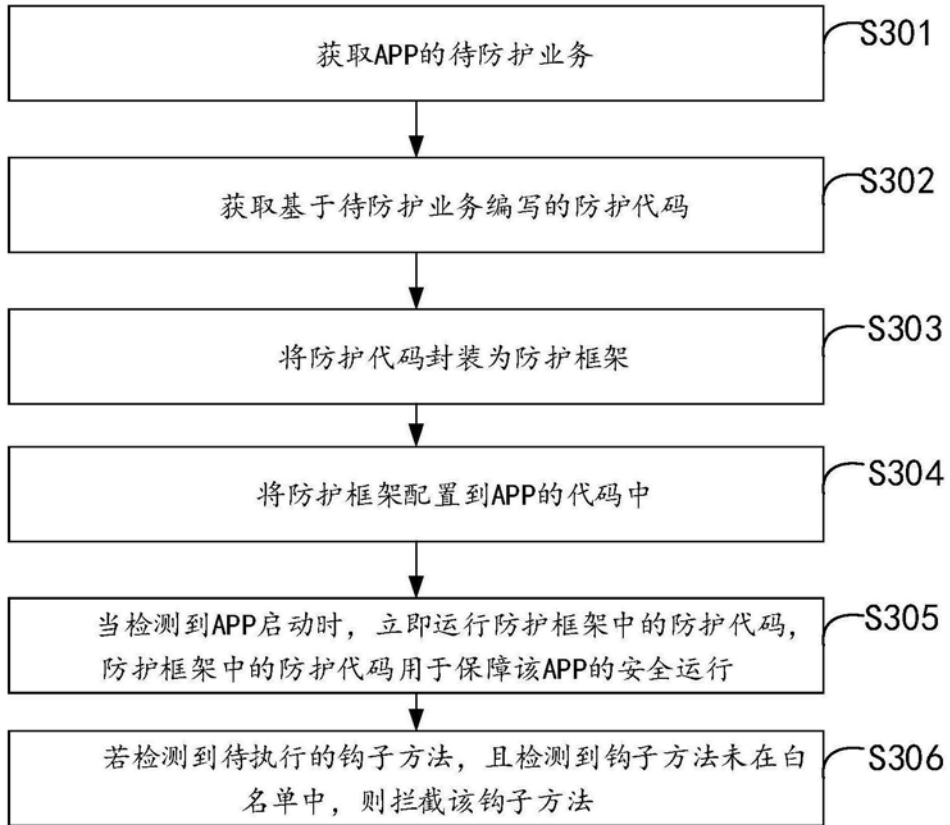 获取APP的待防护业务
S301
获取基于待防护业务编写的防护代码
S302
将防护代码封装为防护框架
S303
将防护框架配置到APP的代码中
S304
当检测到APP启动时，立即运行防护框架中的防护代码，
防护框架中的防护代码用于保障该APP的安全运行
S305
若检测到待执行的钩子方法，且检测到钩子方法未在白
名单中，则拦截该钩子方法
S306